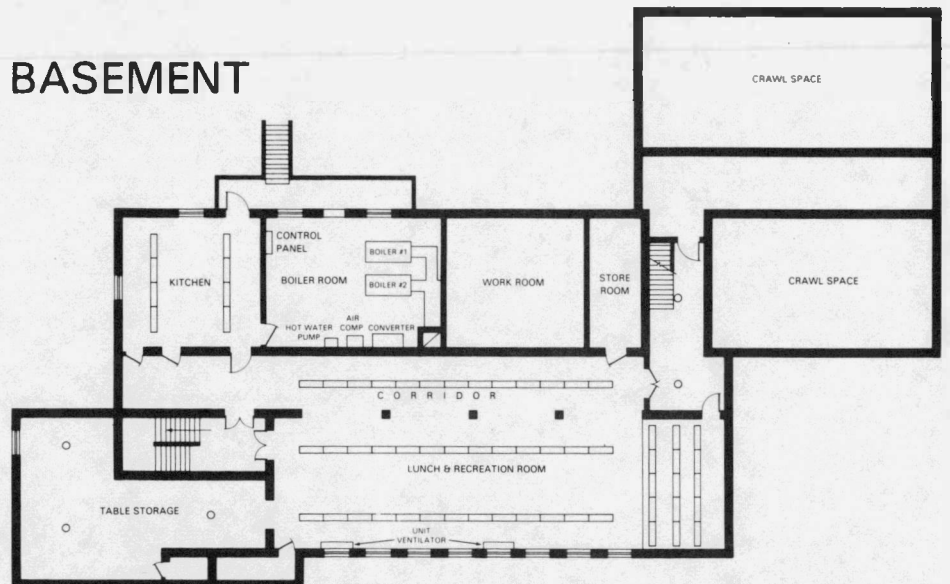 BASEMENT
CRAWL SPACE
CONTROL
PANEL
BOILER #1
KITCHEN
BOILER ROOM
BOILER #2
WORK ROOM
STORE
ROOM
CRAWL SPACE
HOT WATER
PUMP
AIR
COMP
CONVERTER
CORRIDOR
LUNCH & RECREATION ROOM
TABLE STORAGE
UNIT
VENTILATOR